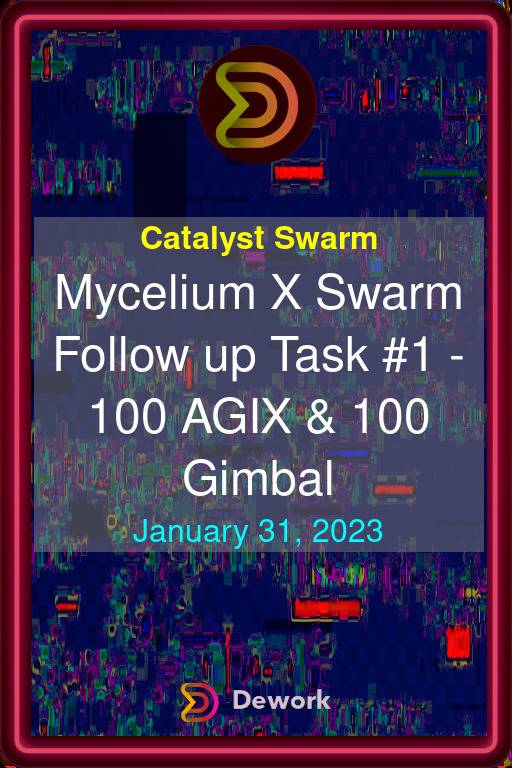 Catalyst Swarm
Mycelium X Swarm
Follow up Task #1 -
100 AGIX & 100
Gimbal
January 31, 2023
Dework